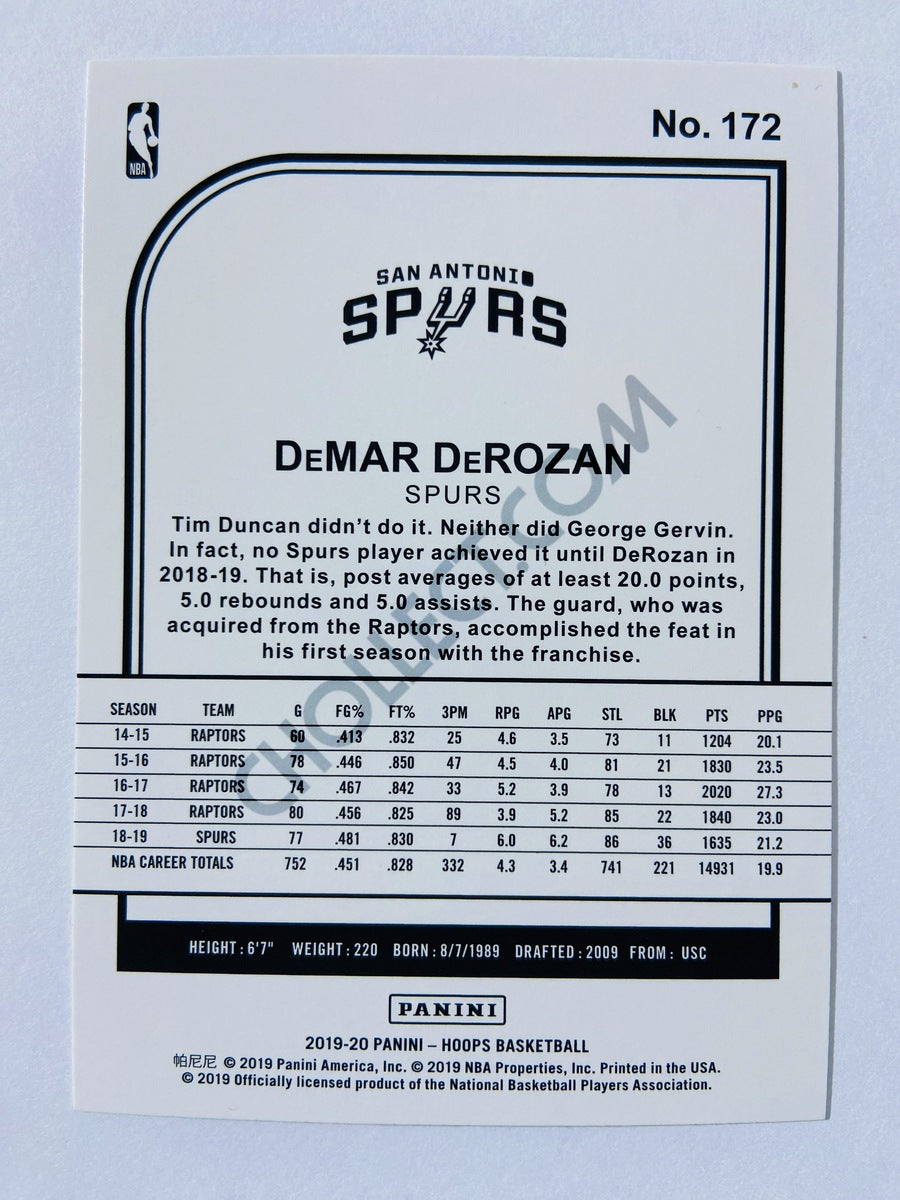 NBA
No. 172
SAN ANTONIO
SPURS
DEMAR DEROZAN
SPURS
Tim Duncan didn't do it. Neither did George Gervin.
In fact, no Spurs player achieved it until DeRozan in
2018-19. That is, post averages of at least 20.0 points,
5.0 rebounds and 5.0 assists. The guard, who was
acquired from the Raptors, accomplished the feat in
his first season with the franchise.
CHOLLECT.COM
SEASON TEAM G FG% FT% 3PM RPG APG STL BLK PTS PPG
14-15 RAPTORS 60 .413 .832 25 4.6 3.5 73 11 1204 20.1
15-16 RAPTORS 78 .446 .850 47 4.5 4.0 81 21 1830 23.5
16-17 RAPTORS 74 .467 .842 33 5.2 3.9 78 13 2020 27.3
17-18 RAPTORS 80 .456 .825 89 3.9 5.2 85 22 1840 23.0
18-19 SPURS 77 .481 .830 7 6.0 6.2 86 36 1635 21.2
NBA CAREER TOTALS 752 .451 .828 332 4.3 3.4 741 221 14931 19.9
HEIGHT: 6'7" WEIGHT: 220 BORN: 8/7/1989 DRAFTED: 2009 FROM: USC
PANINI
2019-20 PANINI – HOOPS BASKETBALL
帕尼尼 © 2019 Panini America, Inc. © 2019 NBA Properties, Inc. Printed in the USA.
© 2019 Officially licensed product of the National Basketball Players Association.